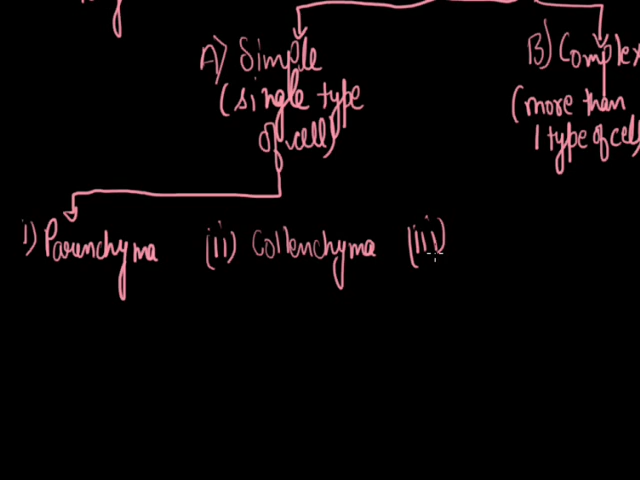 A) Simple
(single type
of cell)
B) Complex
(more than
1 type of cell
i) Parenchyma (ii) Collenchyma (iii)